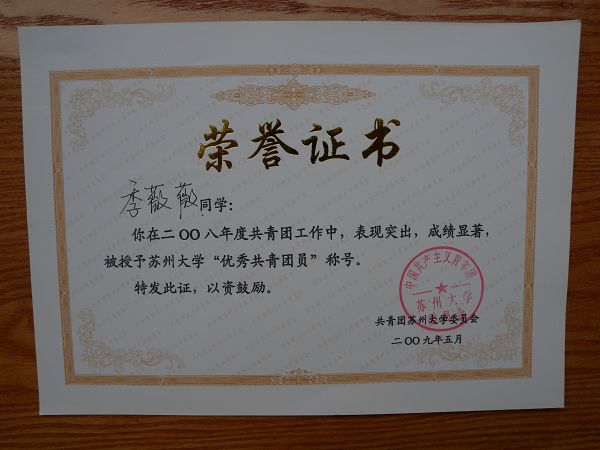 荣誉证书
季薇薇同学：
你在二OO八年度共青团工作中，表现突出，成绩显著，
被授予苏州大学“优秀共青团员”称号。
特发此证，以资鼓励。
中国共产主义青年团
苏州大学
委员会
共青团苏州大学委员会
二OO九年五月